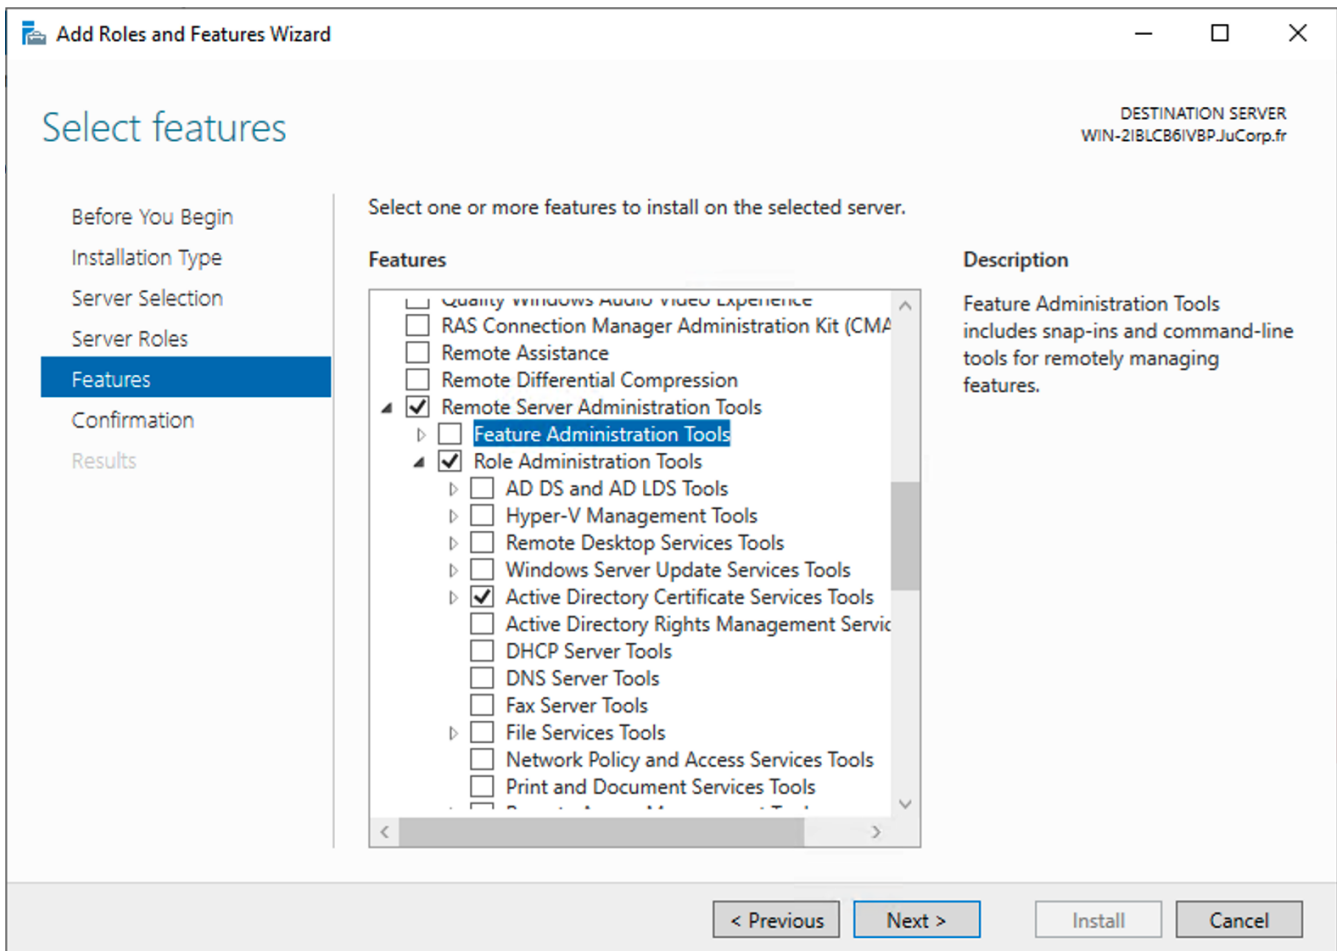 Add Roles and Features Wizard
Select features
DESTINATION SERVER
WIN-2IBLCB6IVBP.JuCorp.fr
Before You Begin
Installation Type
Server Selection
Server Roles
Features
Confirmation
Results
Select one or more features to install on the selected server.
Features
Quality Windows Audio Video Experience
RAS Connection Manager Administration Kit (CMA
Remote Assistance
Remote Differential Compression
Remote Server Administration Tools
Feature Administration Tools
Role Administration Tools
AD DS and AD LDS Tools
Hyper-V Management Tools
Remote Desktop Services Tools
Windows Server Update Services Tools
Active Directory Certificate Services Tools
Active Directory Rights Management Servic
DHCP Server Tools
DNS Server Tools
Fax Server Tools
File Services Tools
Network Policy and Access Services Tools
Print and Document Services Tools
Description
Feature Administration Tools
includes snap-ins and command-line
tools for remotely managing
features.
< Previous
Next >
Install
Cancel